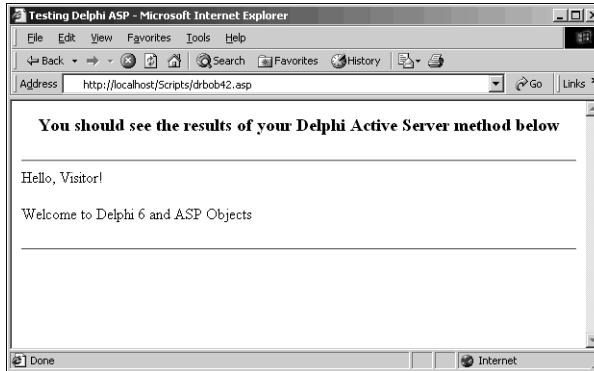 Testing Delphi ASP - Microsoft Internet Explorer
File Edit View Favorites Tools Help
Back Search Favorites History
Address http://localhost/Scripts/drbob42.asp Go Links
You should see the results of your Delphi Active Server method below
Hello, Visitor!
Welcome to Delphi 6 and ASP Objects
Done Internet